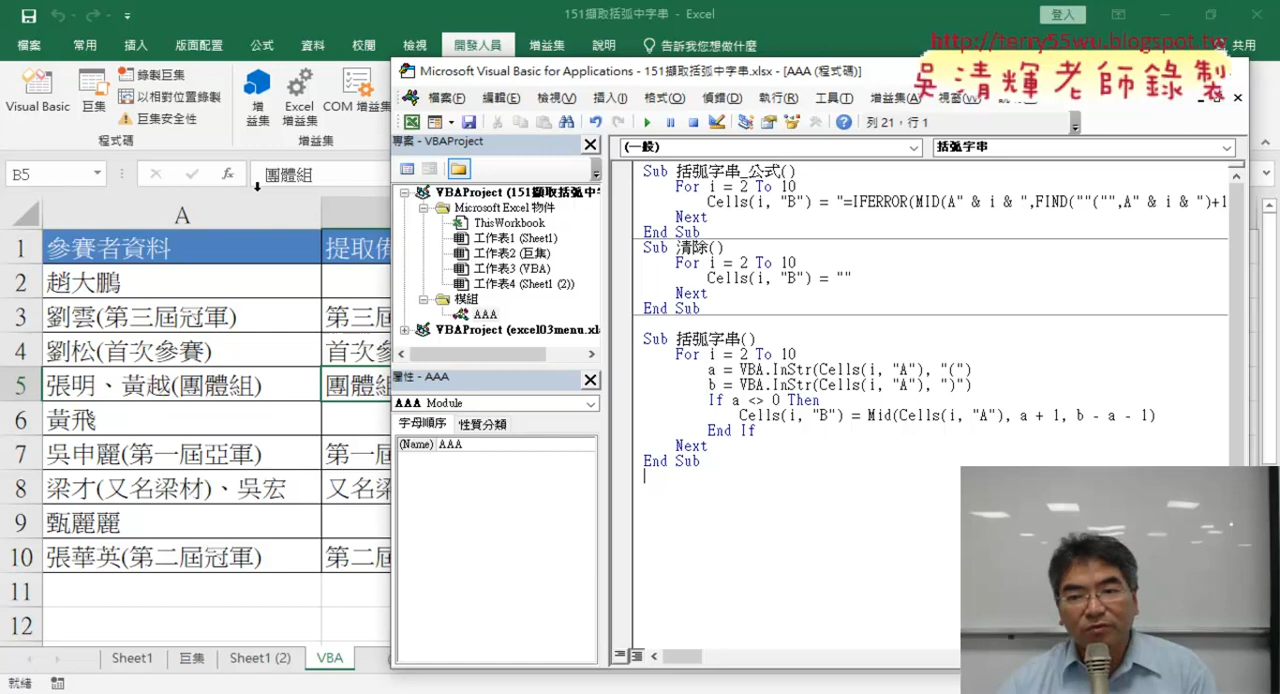 151擷取括弧中字串 - Excel
登入
檔案 常用 插入 版面配置 公式 資料 校閱 檢視 開發人員 增益集 說明 告訴我您想做什麼 共用
http://terry55wu.blogspot.tw
吳清輝老師錄製
Visual Basic 巨集 錄製巨集 以相對位置錄製 巨集安全性 程式碼
增益集 Excel 增益集 COM 增益集 增益集
B5 fx 團體組
A
1 參賽者資料 提取備
2 趙大鵬
3 劉雲(第三屆冠軍) 第三屆
4 劉松(首次參賽) 首次參
5 張明、黃越(團體組) 團體組
6 黃飛
7 吳申麗(第一屆亞軍) 第一屆
8 梁才(又名梁材)、吳宏 又名梁
9 甄麗麗
10 張華英(第二屆冠軍) 第二屆
11
12
Sheet1 巨集 Sheet1 (2) VBA
就緒
Microsoft Visual Basic for Applications - 151擷取括弧中字串.xlsx - [AAA (程式碼)]
檔案(F) 編輯(E) 檢視(V) 插入(I) 格式(O) 偵錯(D) 執行(R) 工具(T) 增益集(A) 視窗(W)
列 21，行 1
專案 - VBAProject
VBAProject (151擷取括弧中字
Microsoft Excel 物件
ThisWorkbook
工作表1 (Sheet1)
工作表2 (巨集)
工作表3 (VBA)
工作表4 (Sheet1 (2))
模組
AAA
VBAProject (excel03menu.xl
屬性 - AAA
AAA Module
字母順序 性質分類
(Name) AAA
(一般) 括弧字串
Sub 括弧字串_公式()
For i = 2 To 10
Cells(i, "B") = "=IFERROR(MID(A" & i & ",FIND(""("",A" & i & ")+1
Next
End Sub
Sub 清除()
For i = 2 To 10
Cells(i, "B") = ""
Next
End Sub
Sub 括弧字串()
For i = 2 To 10
a = VBA.InStr(Cells(i, "A"), "(")
b = VBA.InStr(Cells(i, "A"), ")")
If a <> 0 Then
Cells(i, "B") = Mid(Cells(i, "A"), a + 1, b - a - 1)
End If
Next
End Sub